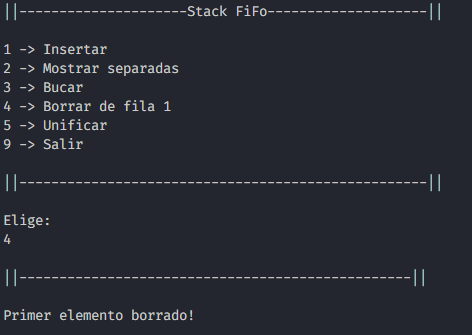 ||---------------------Stack FiFo--------------------||
1 -> Insertar
2 -> Mostrar separadas
3 -> Bucar
4 -> Borrar de fila 1
5 -> Unificar
9 -> Salir
||---------------------------------------------------||
Elige:
4
||-------------------------------------------------||
Primer elemento borrado!